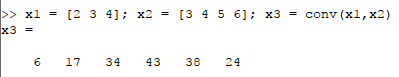 >> x1 = [2 3 4]; x2 = [3 4 5 6]; x3 = conv(x1,x2)
x3 =
6 17 34 43 38 24